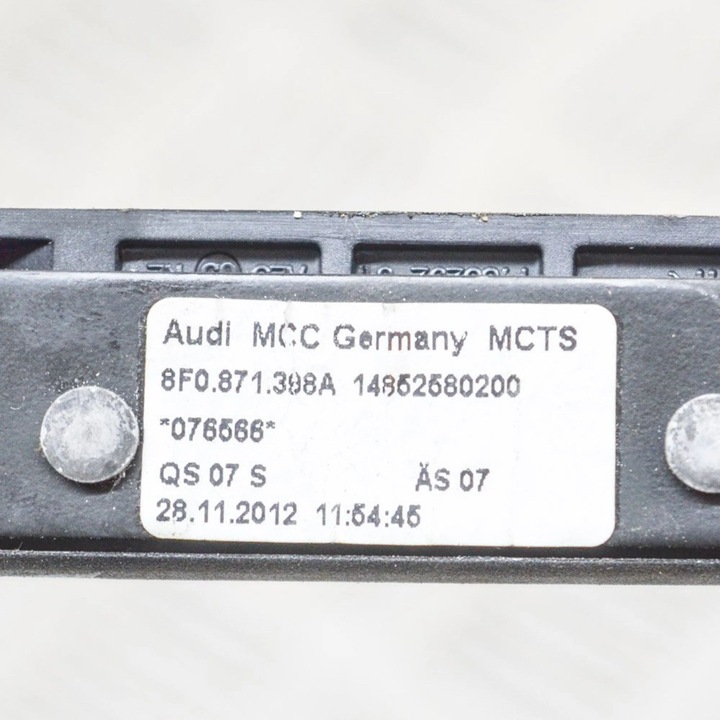 Audi MCC Germany MCTS
8F0.871.398A 14852580200
*076566*
QS 07 S ÄS 07
28.11.2012 11:54:45